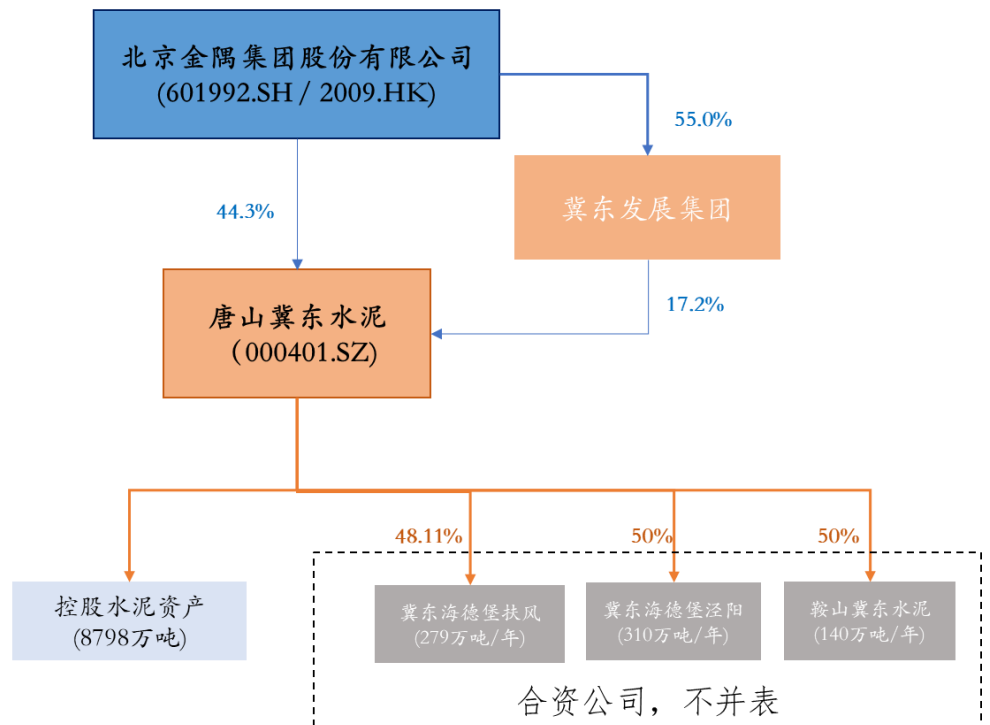 北京金隅集团股份有限公司
(601992.SH / 2009.HK)
55.0%
冀东发展集团
44.3%
17.2%
唐山冀东水泥
（000401.SZ)
48.11%
50%
50%
控股水泥资产
(8798万吨)
冀东海德堡扶风
(279万吨/年)
冀东海德堡泾阳
(310万吨/年)
鞍山冀东水泥
(140万吨/年)
合资公司，不并表